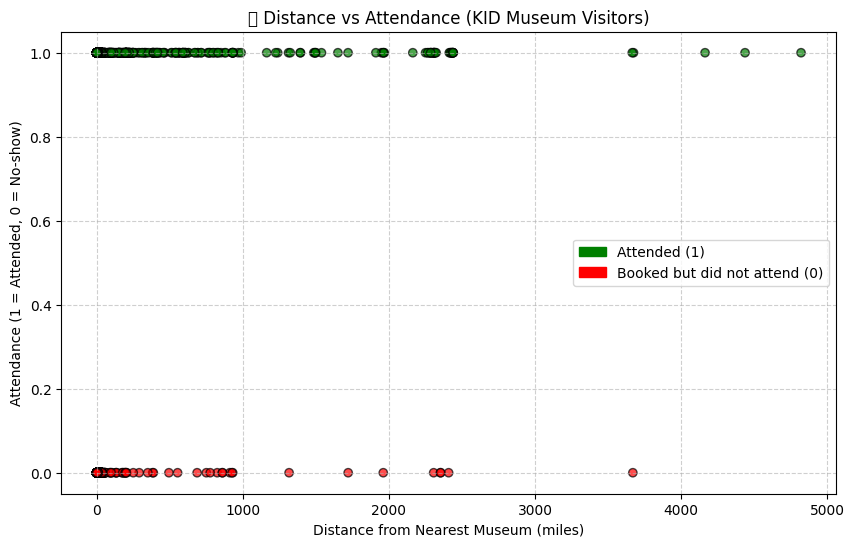 ▯ Distance vs Attendance (KID Museum Visitors)
Attendance (1 = Attended, 0 = No-show)
1.0
0.8
0.6
0.4
0.2
0.0
Attended (1)
Booked but did not attend (0)
0 1000 2000 3000 4000 5000
Distance from Nearest Museum (miles)